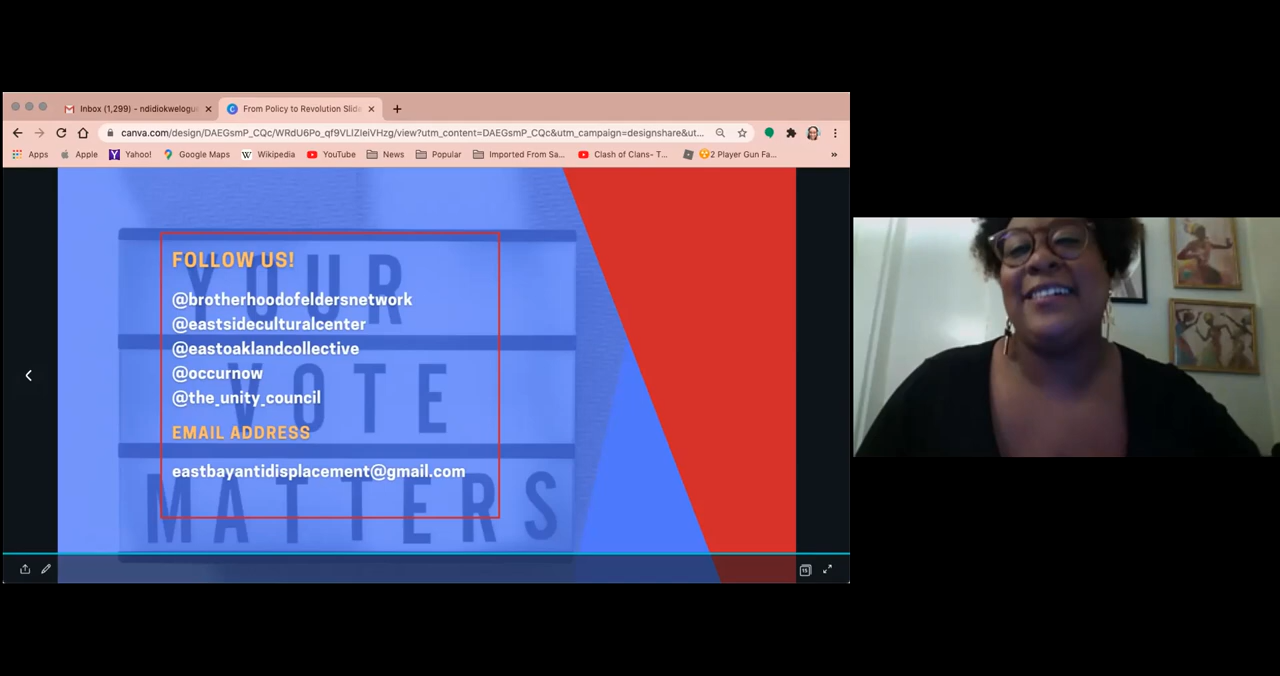 Inbox (1,299) - ndidiokwelogu
From Policy to Revolution Slide
canva.com/design/DAEGsmP_CQc/WRdU6Po_qf9VLIZIeiVHzg/view?utm_content=DAEGsmP_CQc&utm_campaign=designshare&ut...
Apps
Apple
Yahoo!
Google Maps
Wikipedia
YouTube
News
Popular
Imported From Sa...
Clash of Clans- T...
2 Player Gun Fa...
YOUR
VOTE
MATTERS
FOLLOW US!
@brotherhoodofeldersnetwork
@eastsideculturalcenter
@eastoaklandcollective
@occurnow
@the_unity_council
EMAIL ADDRESS
eastbayantidisplacement@gmail.com
15